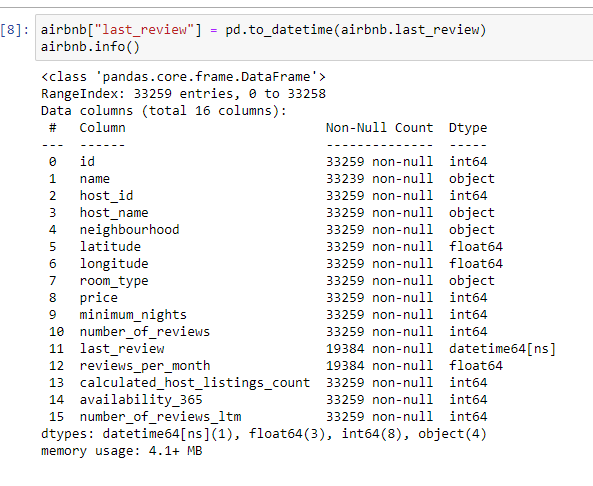 [8]: airbnb["last_review"] = pd.to_datetime(airbnb.last_review)
airbnb.info()
<class 'pandas.core.frame.DataFrame'>
RangeIndex: 33259 entries, 0 to 33258
Data columns (total 16 columns):
 #   Column                          Non-Null Count  Dtype
---  ------                          --------------  -----
 0   id                              33259 non-null  int64
 1   name                            33239 non-null  object
 2   host_id                         33259 non-null  int64
 3   host_name                       33259 non-null  object
 4   neighbourhood                   33259 non-null  object
 5   latitude                        33259 non-null  float64
 6   longitude                       33259 non-null  float64
 7   room_type                       33259 non-null  object
 8   price                           33259 non-null  int64
 9   minimum_nights                  33259 non-null  int64
 10  number_of_reviews               33259 non-null  int64
 11  last_review                     19384 non-null  datetime64[ns]
 12  reviews_per_month               19384 non-null  float64
 13  calculated_host_listings_count  33259 non-null  int64
 14  availability_365                33259 non-null  int64
 15  number_of_reviews_ltm           33259 non-null  int64
dtypes: datetime64[ns](1), float64(3), int64(8), object(4)
memory usage: 4.1+ MB